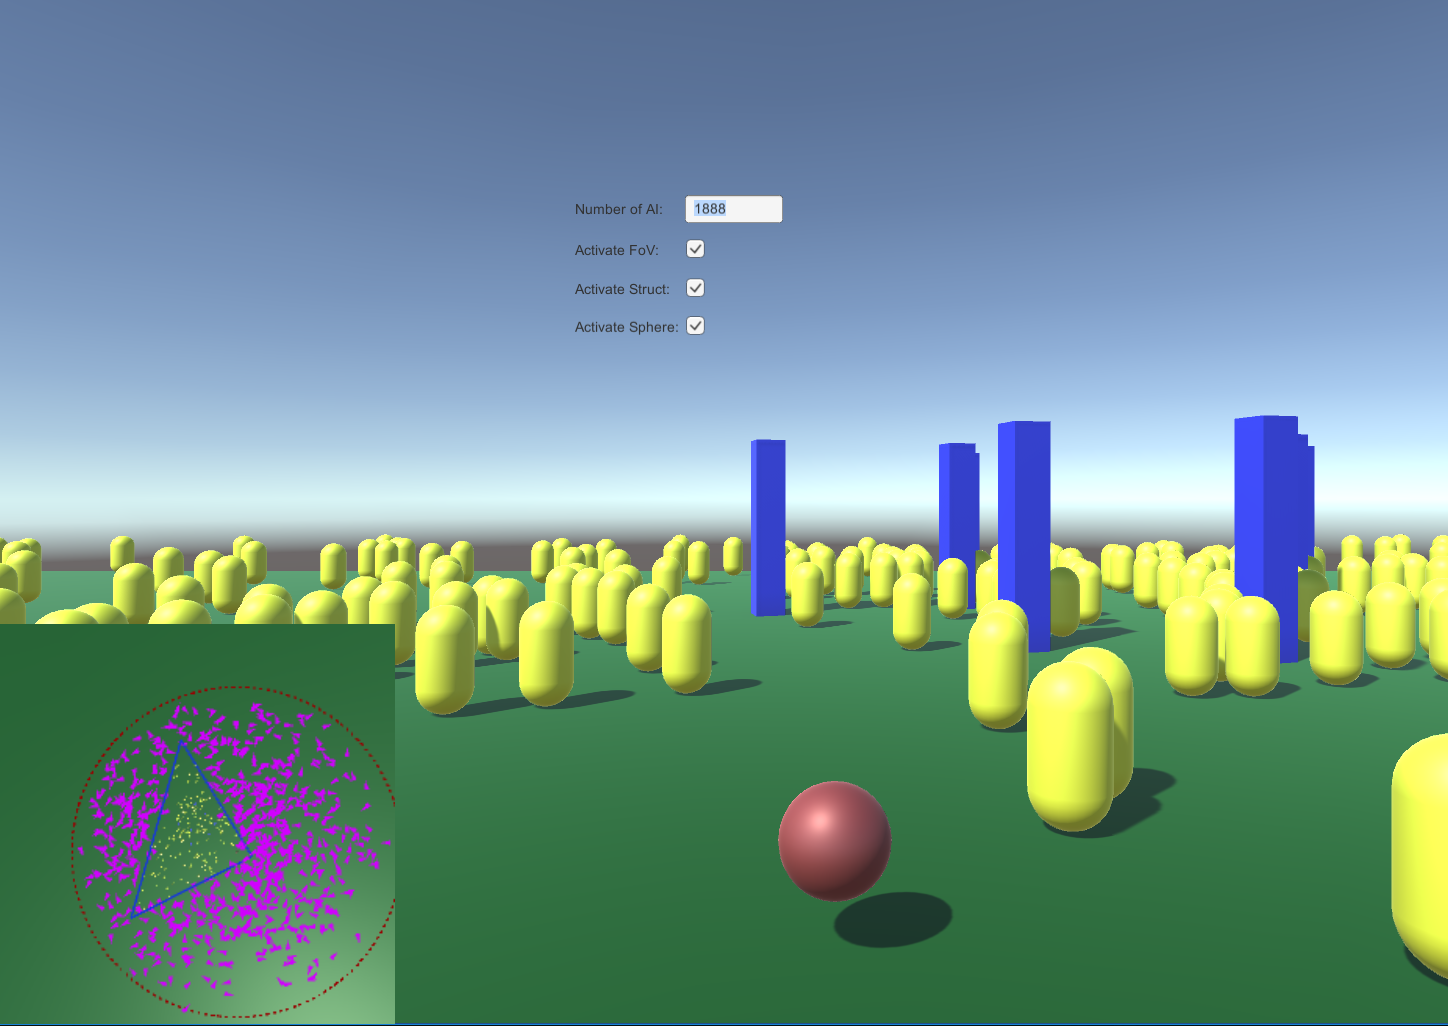 Number of AI: 1888
Activate FoV:
Activate Struct:
Activate Sphere: